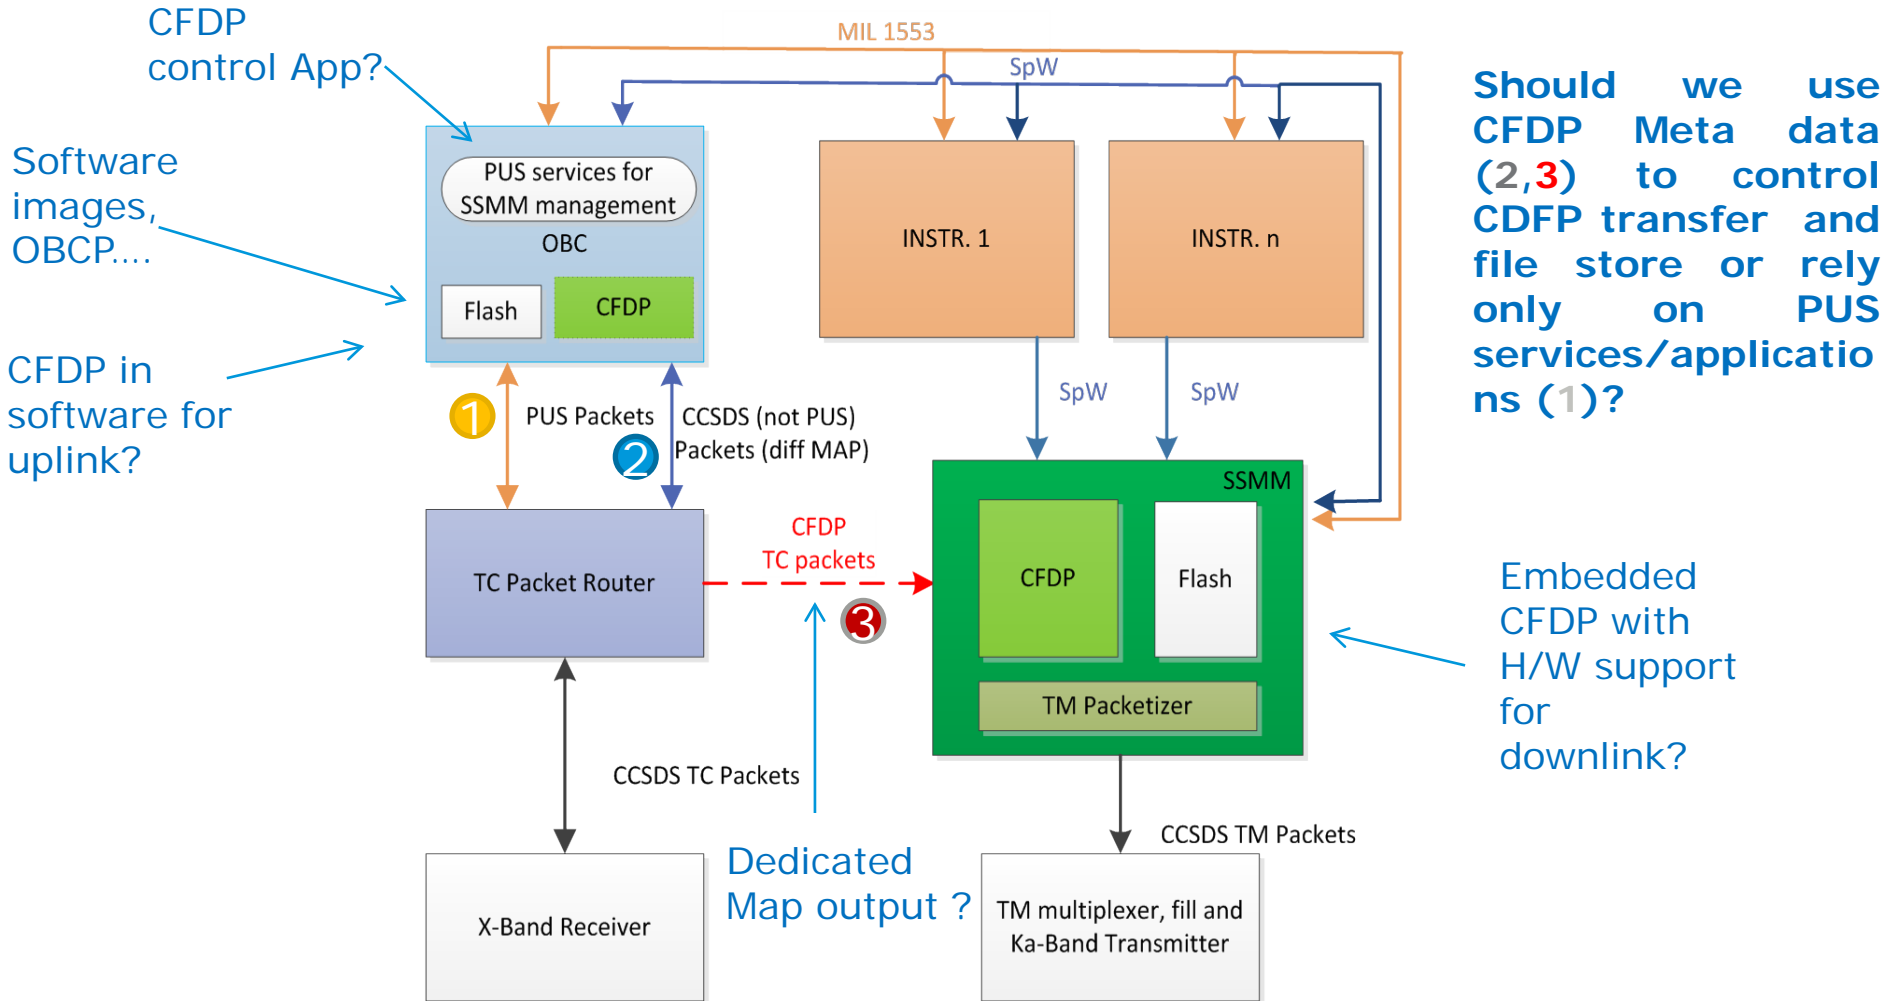 CFDP
control App?
MIL 1553
SpW
Should we use
CFDP Meta data
(2,3) to control
CDFP transfer and
file store or rely
only on PUS
services/applicatio
ns (1)?
Software
images,
OBCP....
PUS services for
SSMM management
OBC
Flash
CFDP
INSTR. 1
INSTR. n
CFDP in
software for
uplink?
1
PUS Packets
CCSDS (not PUS)
Packets (diff MAP)
2
SpW
SpW
SSMM
CFDP
Flash
TM Packetizer
TC Packet Router
CFDP
TC packets
3
Embedded
CFDP with
H/W support
for
downlink?
CCSDS TC Packets
CCSDS TM Packets
Dedicated
Map output ?
X-Band Receiver
TM multiplexer, fill and
Ka-Band Transmitter